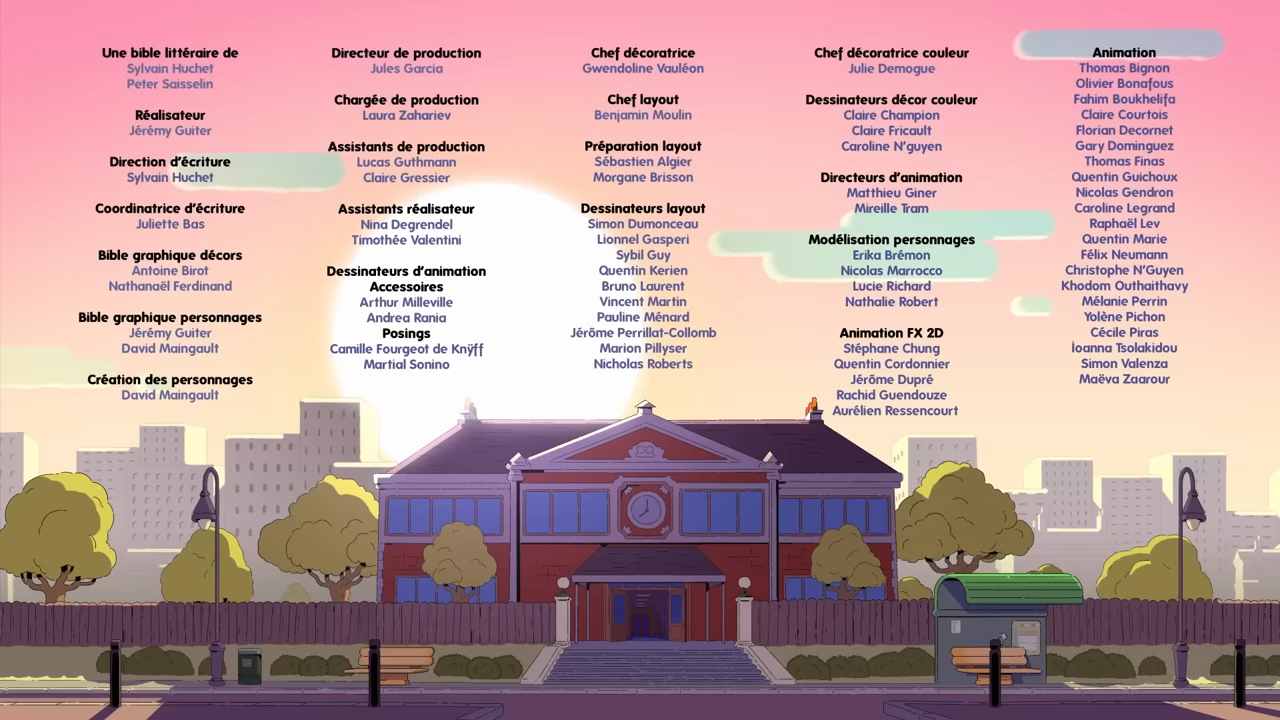 Une bible littéraire de
Sylvain Huchet
Peter Saisselin
Réalisateur
Jérémy Guiter
Direction d'écriture
Sylvain Huchet
Coordinatrice d'écriture
Juliette Bas
Bible graphique décors
Antoine Birot
Nathanaël Ferdinand
Bible graphique personnages
Jérémy Guiter
David Maingault
Création des personnages
David Maingault
Directeur de production
Jules Garcia
Chargée de production
Laura Zahariev
Assistants de production
Lucas Guthmann
Claire Gressier
Assistants réalisateur
Nina Degrendel
Timothée Valentini
Dessinateurs d'animation
Accessoires
Arthur Milleville
Andrea Rania
Posings
Camille Fourgeot de Knÿff
Martial Sonino
Chef décoratrice
Gwendoline Vauléon
Chef layout
Benjamin Moulin
Préparation layout
Sébastien Algier
Morgane Brisson
Dessinateurs layout
Simon Dumonceau
Lionnel Gasperi
Sybil Guy
Quentin Kerien
Bruno Laurent
Vincent Martin
Pauline Ménard
Jérôme Perrillat-Collomb
Marion Pillyser
Nicholas Roberts
Chef décoratrice couleur
Julie Demogue
Dessinateurs décor couleur
Claire Champion
Claire Fricault
Caroline N'guyen
Directeurs d'animation
Matthieu Giner
Mireille Tram
Modélisation personnages
Erika Brémon
Nicolas Marrocco
Lucie Richard
Nathalie Robert
Animation FX 2D
Stéphane Chung
Quentin Cordonnier
Jérôme Dupré
Rachid Guendouze
Aurélien Ressencourt
Animation
Thomas Bignon
Olivier Bonafous
Fahim Boukhelifa
Claire Courtois
Florian Decornet
Gary Dominguez
Thomas Finas
Quentin Guichoux
Nicolas Gendron
Caroline Legrand
Raphaël Lev
Quentin Marie
Félix Neumann
Christophe N'Guyen
Khodom Outhaithavy
Mélanie Perrin
Yolène Pichon
Cécile Piras
İoanna Tsolakidou
Simon Valenza
Maëva Zaarour